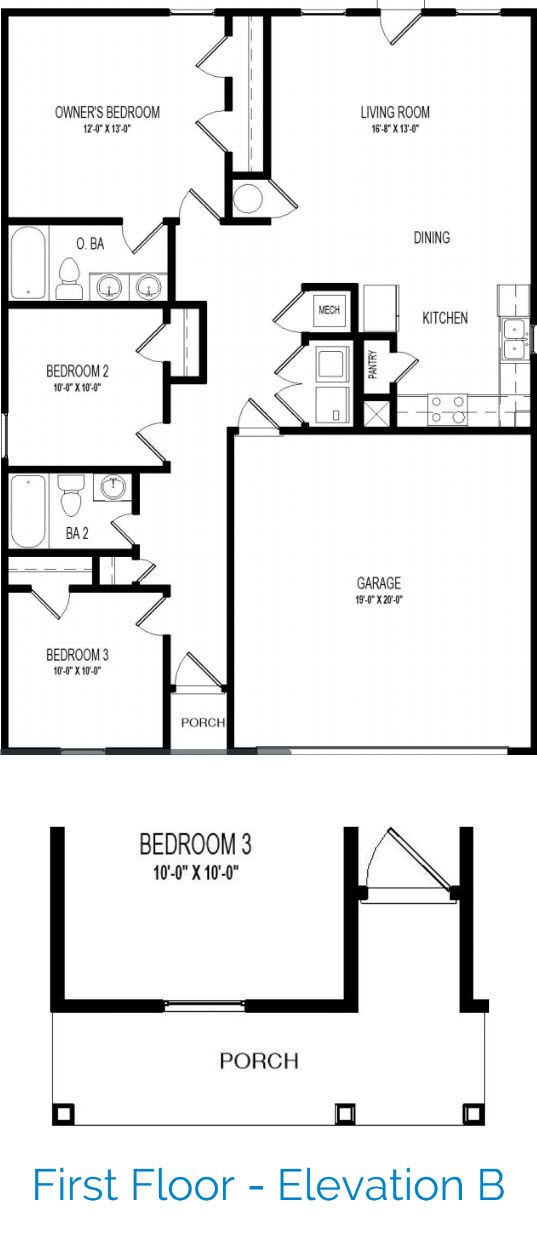 OWNER'S BEDROOM
12'-0" X 13'-0"
LIVING ROOM
16'-8" X 13'-0"
O. BA
DINING
MECH
KITCHEN
BEDROOM 2
10'-0" X 10'-0"
PANTRY
BA 2
GARAGE
19'-0" X 20'-0"
BEDROOM 3
10'-0" X 10'-0"
PORCH
BEDROOM 3
10'-0" X 10'-0"
PORCH
First Floor - Elevation B